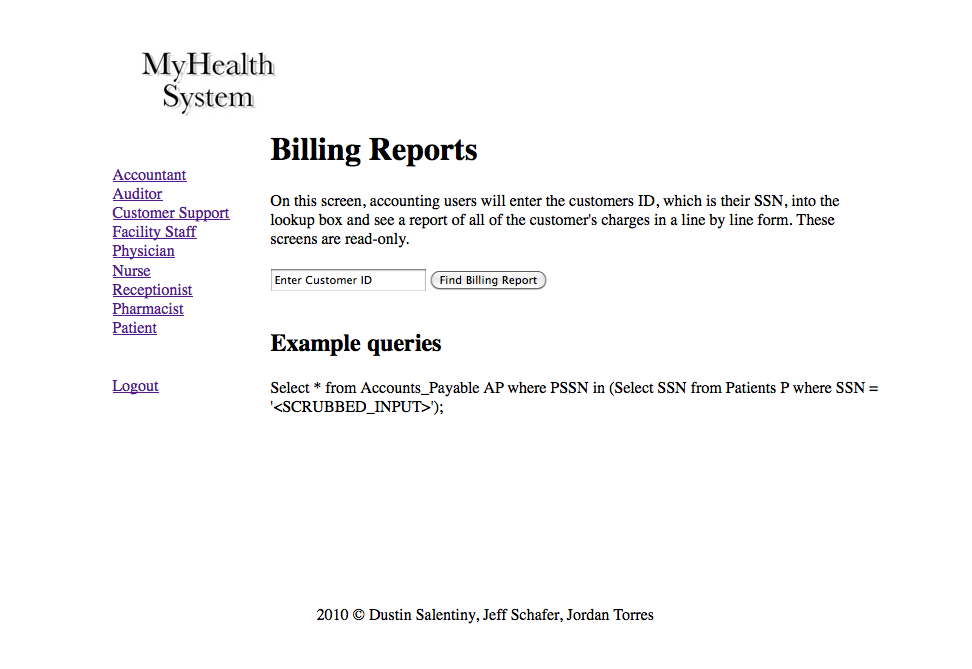 MyHealth
System
Billing Reports
Accountant
Auditor
Customer Support
Facility Staff
Physician
Nurse
Receptionist
Pharmacist
Patient
Logout
On this screen, accounting users will enter the customers ID, which is their SSN, into the
lookup box and see a report of all of the customer's charges in a line by line form. These
screens are read-only.
Enter Customer ID
Find Billing Report
Example queries
Select * from Accounts_Payable AP where PSSN in (Select SSN from Patients P where SSN =
'<SCRUBBED_INPUT>');
2010 © Dustin Salentiny, Jeff Schafer, Jordan Torres